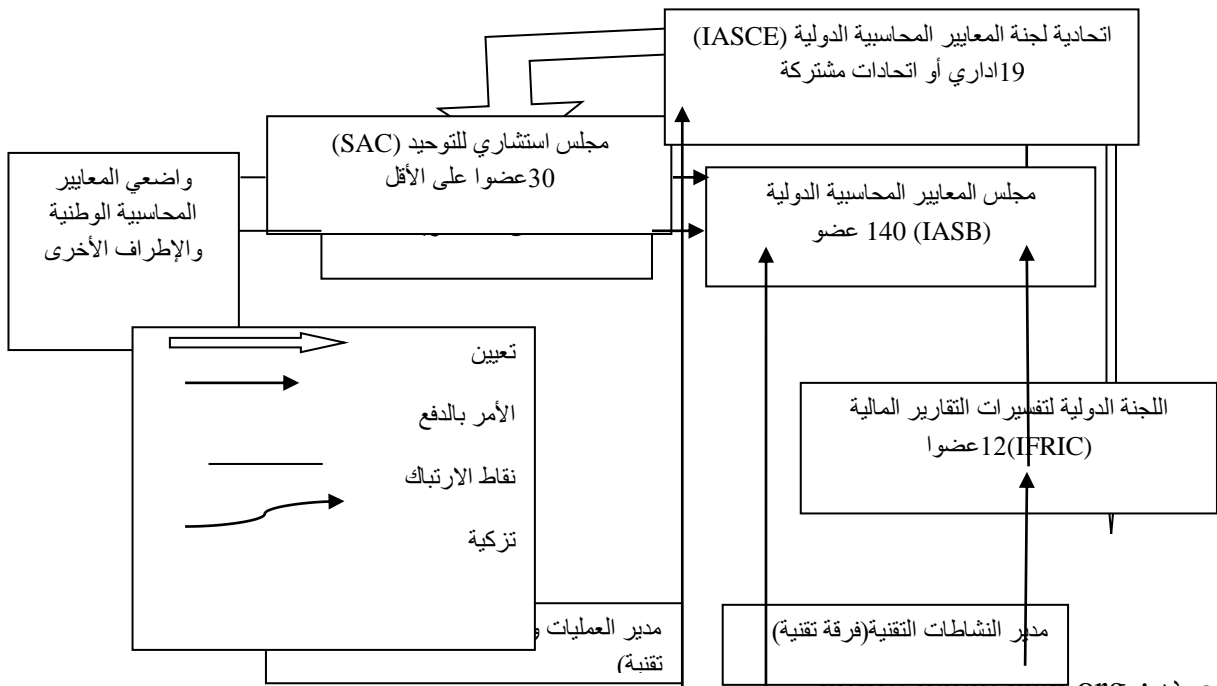 اتحادية لجنة المعايير المحاسبية الدولية (IASCE)
19اداري أو اتحادات مشتركة
مجلس استشاري للتوحيد (SAC)
30عضوا على الأقل
واضعي المعايير
المحاسبية الوطنية
والإطراف الأخرى
مجلس المعايير المحاسبية الدولية
(IASB) 140 عضو
تعيين
الأمر بالدفع
نقاط الارتباك
تزكية
اللجنة الدولية لتفسيرات التقارير المالية
(IFRIC)12عضوا
مدير العمليات و
تقنية)
مدير النشاطات التقنية(فرقة تقنية)
org